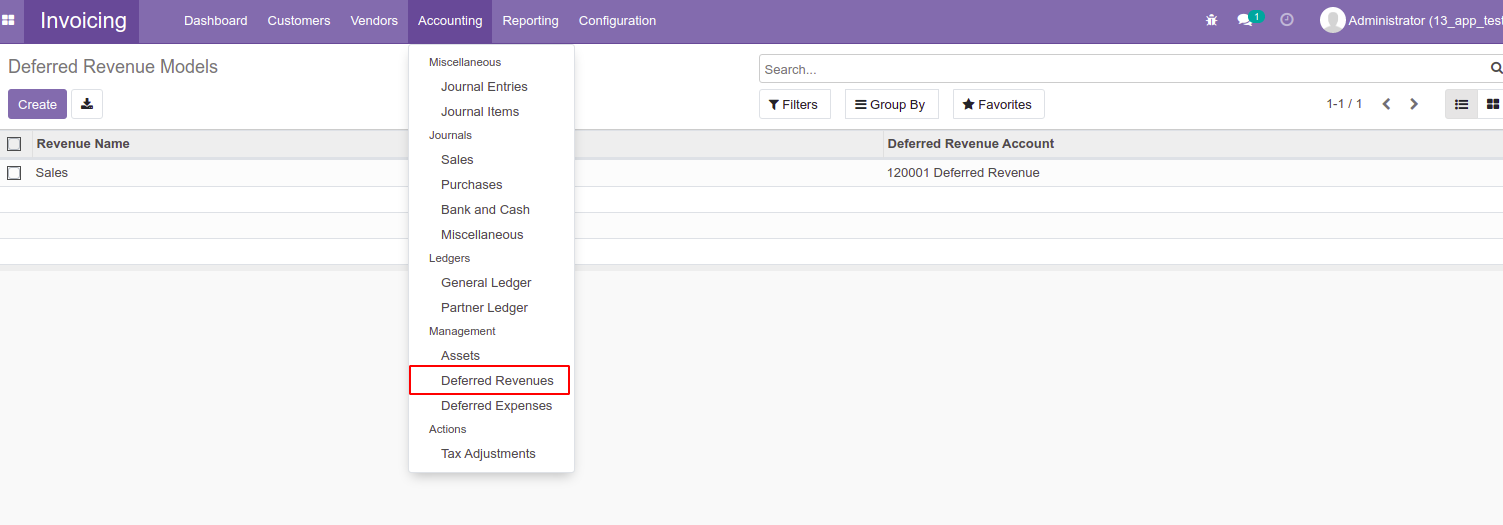 Invoicing Dashboard Customers Vendors Accounting Reporting Configuration 1 Administrator (13_app_test
Deferred Revenue Models
Search...
Create
Filters Group By Favorites 1-1 / 1
Revenue Name Deferred Revenue Account
Sales 120001 Deferred Revenue
Miscellaneous
Journal Entries
Journal Items
Journals
Sales
Purchases
Bank and Cash
Miscellaneous
Ledgers
General Ledger
Partner Ledger
Management
Assets
Deferred Revenues
Deferred Expenses
Actions
Tax Adjustments